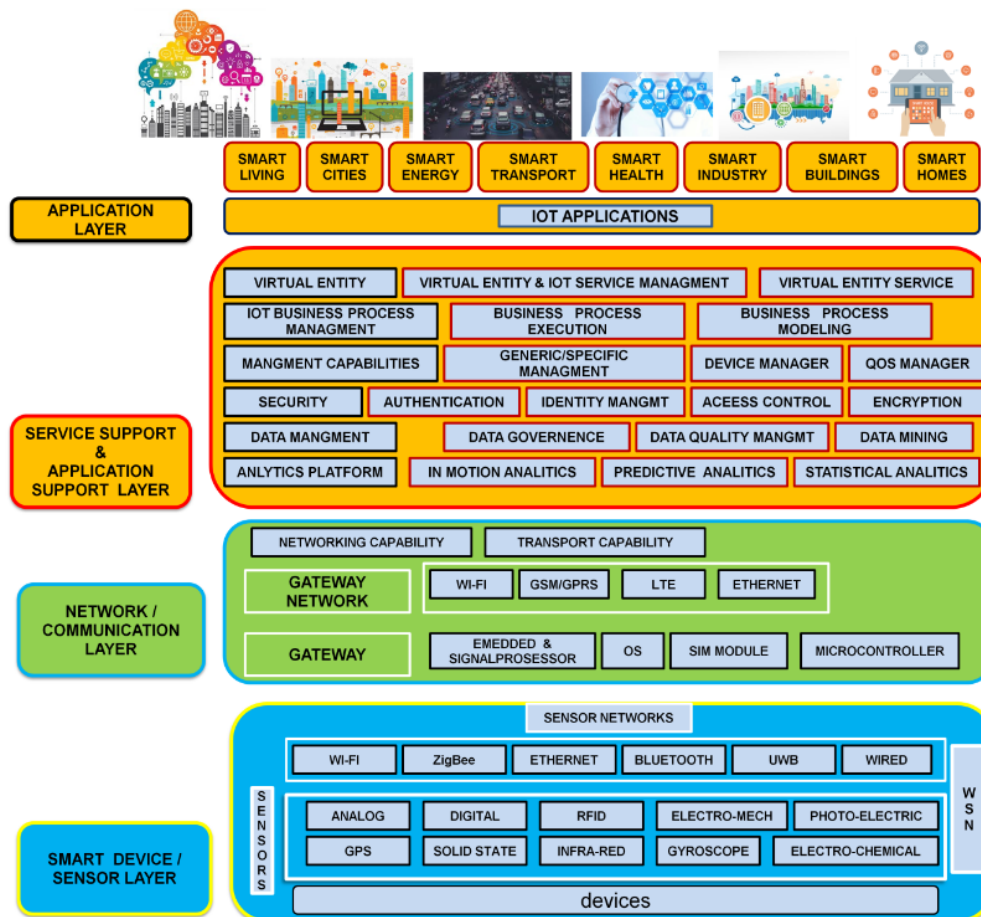 SMART LIVING
SMART CITIES
SMART ENERGY
SMART TRANSPORT
SMART HEALTH
SMART INDUSTRY
SMART BUILDINGS
SMART HOMES
APPLICATION LAYER
IOT APPLICATIONS
VIRTUAL ENTITY
VIRTUAL ENTITY & IOT SERVICE MANAGMENT
VIRTUAL ENTITY SERVICE
IOT BUSINESS PROCESS MANAGMENT
BUSINESS PROCESS EXECUTION
BUSINESS PROCESS MODELING
MANGMENT CAPABILITIES
GENERIC/SPECIFIC MANAGMENT
DEVICE MANAGER
QOS MANAGER
SECURITY
AUTHENTICATION
IDENTITY MANGMT
ACEESS CONTROL
ENCRYPTION
SERVICE SUPPORT & APPLICATION SUPPORT LAYER
DATA MANGMENT
DATA GOVERNENCE
DATA QUALITY MANGMT
DATA MINING
ANLYTICS PLATFORM
IN MOTION ANALITICS
PREDICTIVE ANALITICS
STATISTICAL ANALITICS
NETWORKING CAPABILITY
TRANSPORT CAPABILITY
GATEWAY NETWORK
WI-FI
GSM/GPRS
LTE
ETHERNET
NETWORK / COMMUNICATION LAYER
GATEWAY
EMEDDED & SIGNALPROSESSOR
OS
SIM MODULE
MICROCONTROLLER
SENSOR NETWORKS
WI-FI
ZigBee
ETHERNET
BLUETOOTH
UWB
WIRED
WSN
SENSORS
ANALOG
DIGITAL
RFID
ELECTRO-MECH
PHOTO-ELECTRIC
GPS
SOLID STATE
INFRA-RED
GYROSCOPE
ELECTRO-CHEMICAL
SMART DEVICE / SENSOR LAYER
devices